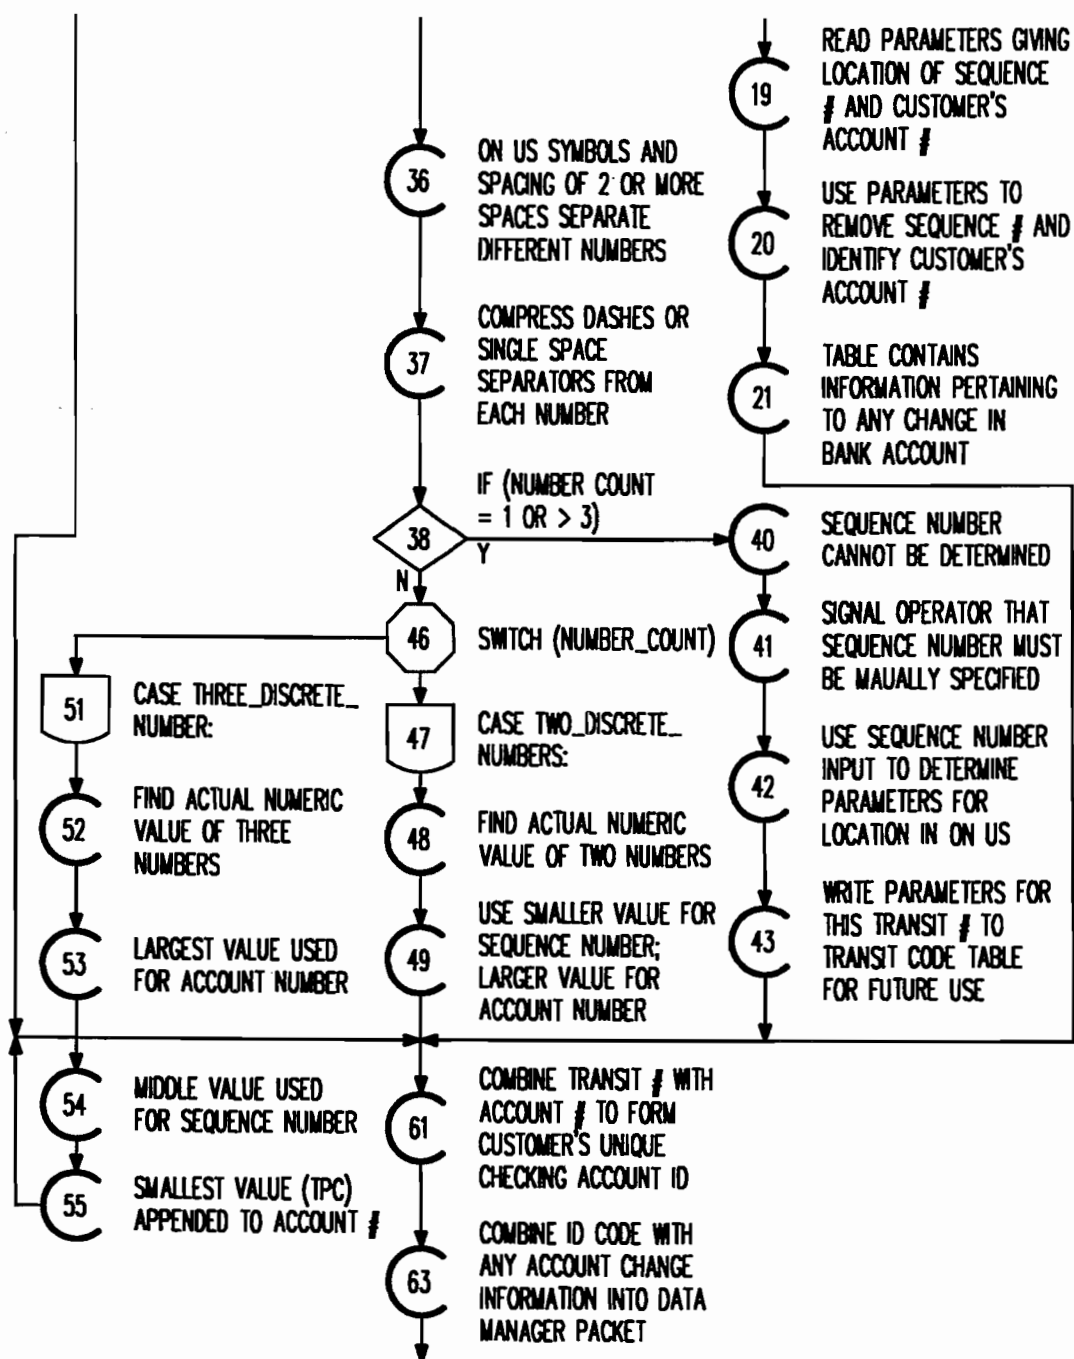 19
READ PARAMETERS GIVING
LOCATION OF SEQUENCE
# AND CUSTOMER'S
ACCOUNT #
36
ON US SYMBOLS AND
SPACING OF 2 OR MORE
SPACES SEPARATE
DIFFERENT NUMBERS
20
USE PARAMETERS TO
REMOVE SEQUENCE # AND
IDENTIFY CUSTOMER'S
ACCOUNT #
37
COMPRESS DASHES OR
SINGLE SPACE
SEPARATORS FROM
EACH NUMBER
21
TABLE CONTAINS
INFORMATION PERTAINING
TO ANY CHANGE IN
BANK ACCOUNT
38
IF (NUMBER COUNT
= 1 OR > 3)
Y
N
40
SEQUENCE NUMBER
CANNOT BE DETERMINED
46
SWITCH (NUMBER_COUNT)
41
SIGNAL OPERATOR THAT
SEQUENCE NUMBER MUST
BE MAUALLY SPECIFIED
51
CASE THREE_DISCRETE_
NUMBER:
47
CASE TWO_DISCRETE_
NUMBERS:
42
USE SEQUENCE NUMBER
INPUT TO DETERMINE
PARAMETERS FOR
LOCATION IN ON US
52
FIND ACTUAL NUMERIC
VALUE OF THREE
NUMBERS
48
FIND ACTUAL NUMERIC
VALUE OF TWO NUMBERS
43
WRITE PARAMETERS FOR
THIS TRANSIT # TO
TRANSIT CODE TABLE
FOR FUTURE USE
53
LARGEST VALUE USED
FOR ACCOUNT NUMBER
49
USE SMALLER VALUE FOR
SEQUENCE NUMBER;
LARGER VALUE FOR
ACCOUNT NUMBER
54
MIDDLE VALUE USED
FOR SEQUENCE NUMBER
61
COMBINE TRANSIT # WITH
ACCOUNT # TO FORM
CUSTOMER'S UNIQUE
CHECKING ACCOUNT ID
55
SMALLEST VALUE (TPC)
APPENDED TO ACCOUNT #
63
COMBINE ID CODE WITH
ANY ACCOUNT CHANGE
INFORMATION INTO DATA
MANAGER PACKET